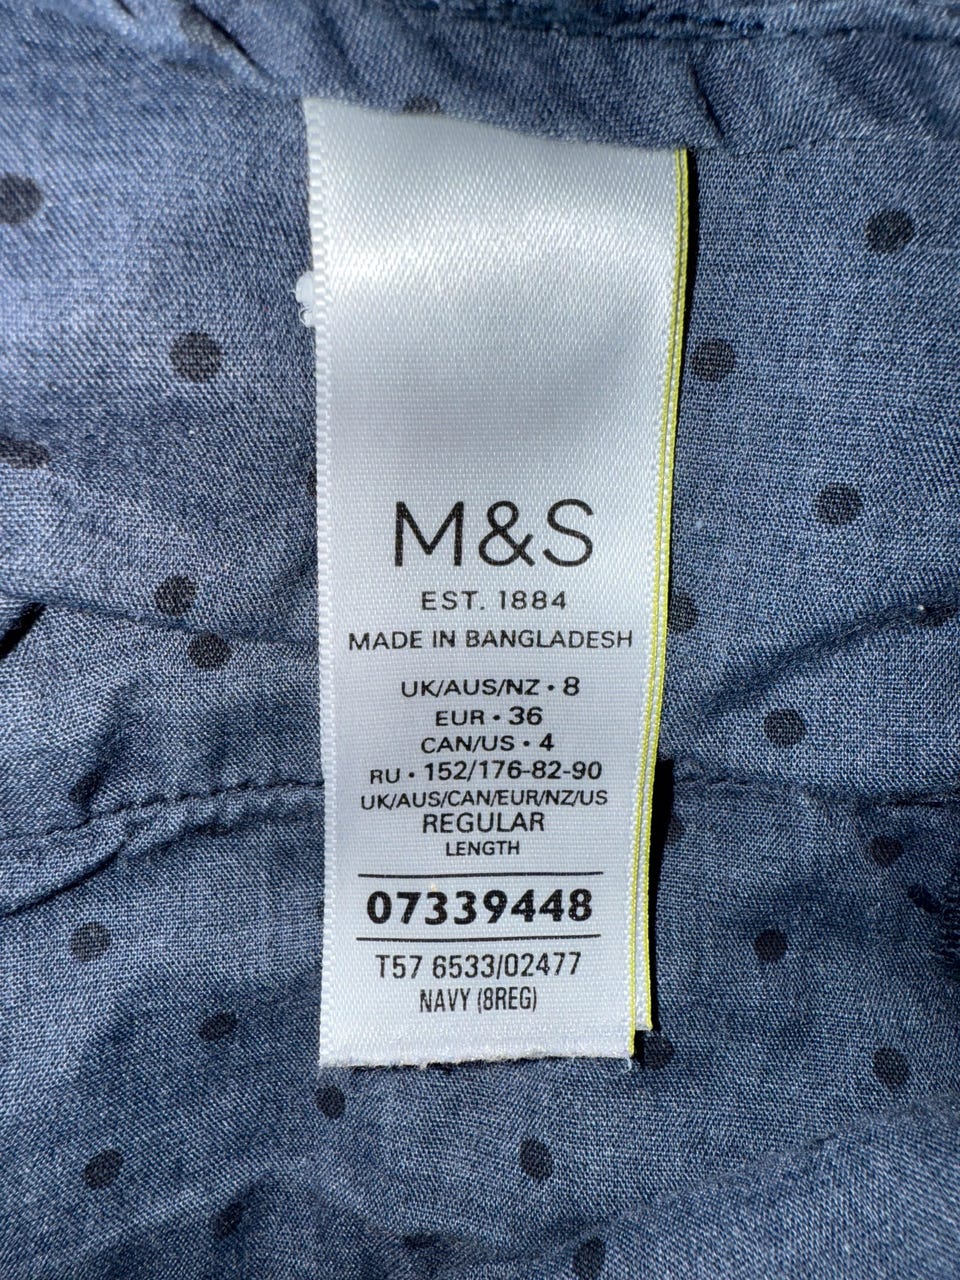 M&S
EST. 1884
MADE IN BANGLADESH
UK/AUS/NZ • 8
EUR • 36
CAN/US • 4
RU • 152/176-82-90
UK/AUS/CAN/EUR/NZ/US
REGULAR
LENGTH
07339448
T57 6533/02477
NAVY (8REG)